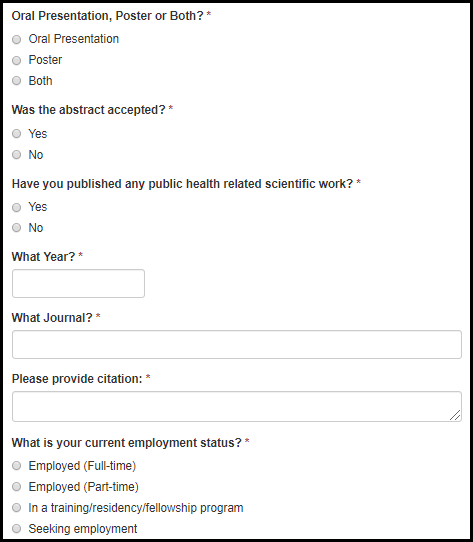 Oral Presentation, Poster or Both? *
Oral Presentation
Poster
Both
Was the abstract accepted? *
Yes
No
Have you published any public health related scientific work? *
Yes
No
What Year? *
What Journal? *
Please provide citation: *
What is your current employment status? *
Employed (Full-time)
Employed (Part-time)
In a training/residency/fellowship program
Seeking employment